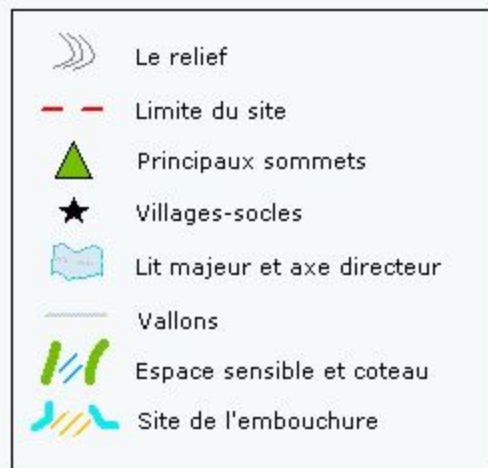 Le relief
Limite du site
Principaux sommets
Villages-socles
Lit majeur et axe directeur
Vallons
Espace sensible et coteau
Site de l'embouchure